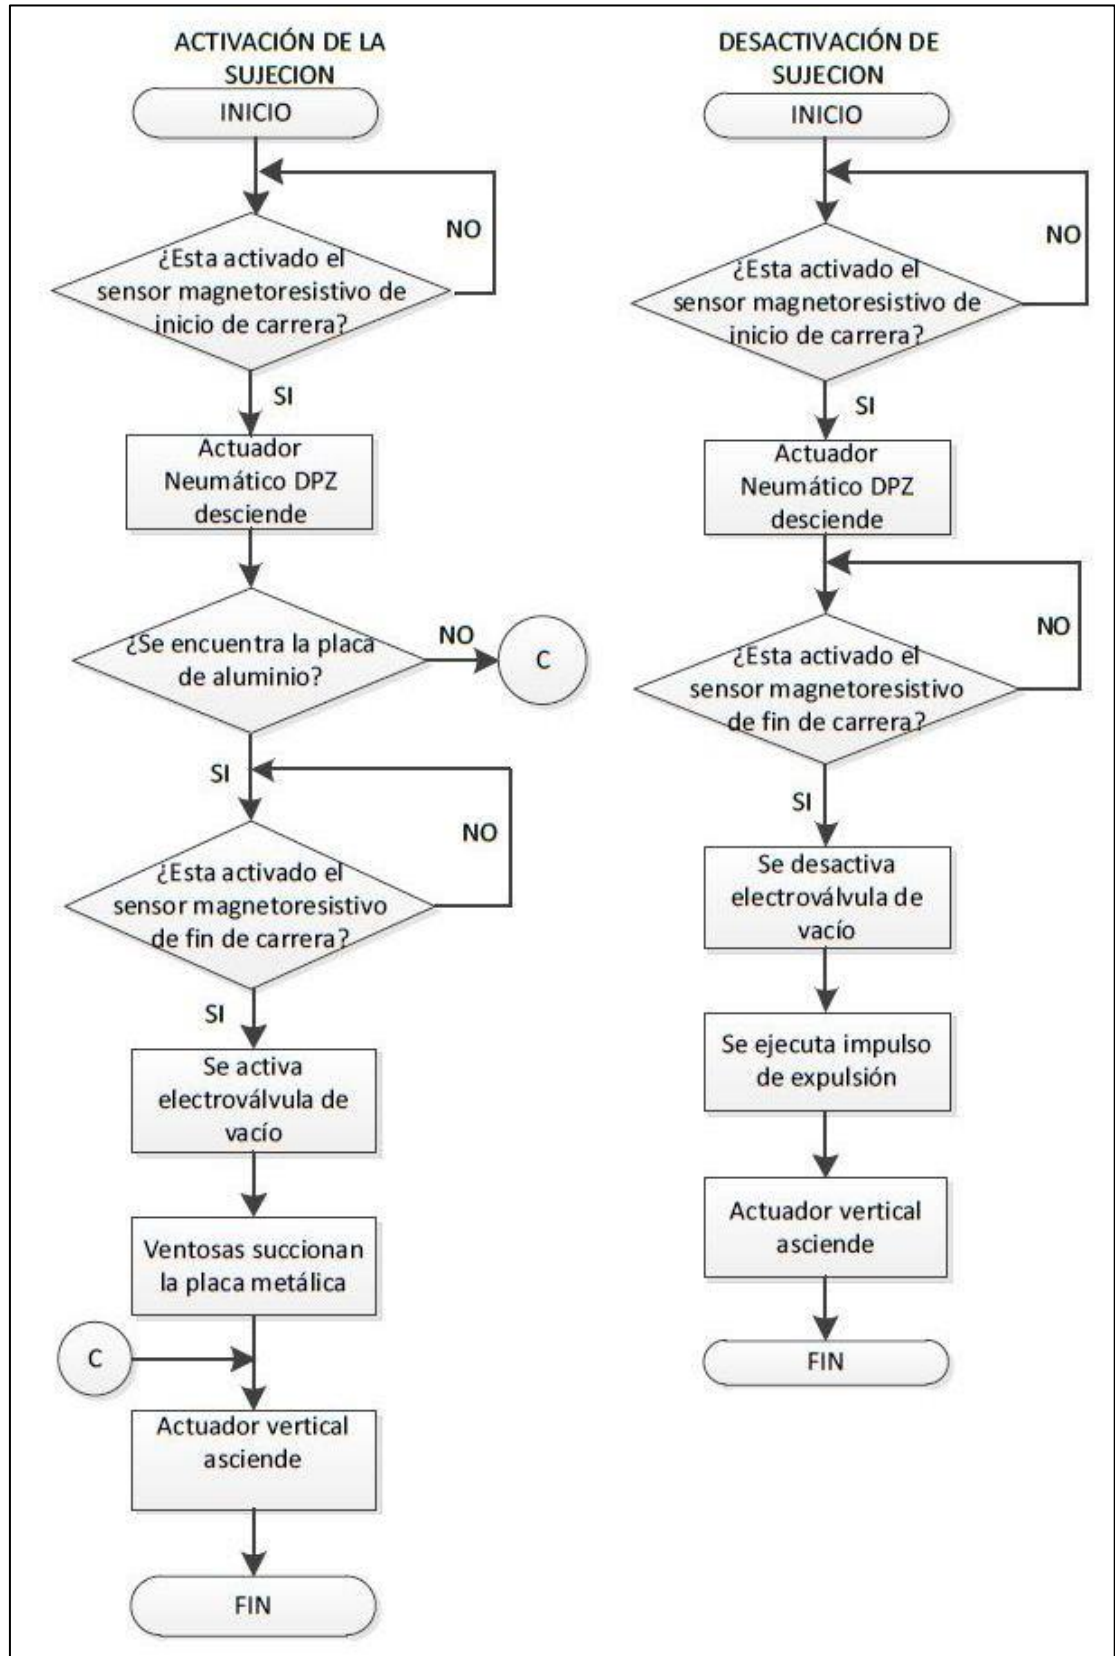 ACTIVACIÓN DE LA
SUJECION
INICIO
NO
¿Esta activado el
sensor magnetoresistivo de
inicio de carrera?
SI
Actuador
Neumático DPZ
desciende
¿Se encuentra la placa
de aluminio?
NO
C
SI
NO
¿Esta activado el
sensor magnetoresistivo
de fin de carrera?
SI
Se activa
electroválvula de
vacío
Ventosas succionan
la placa metálica
C
Actuador vertical
asciende
FIN
DESACTIVACIÓN DE
SUJECION
INICIO
NO
¿Esta activado el
sensor magnetoresistivo de
inicio de carrera?
SI
Actuador
Neumático DPZ
desciende
NO
¿Esta activado el
sensor magnetoresistivo
de fin de carrera?
SI
Se desactiva
electroválvula de
vacío
Se ejecuta impulso
de expulsión
Actuador vertical
asciende
FIN